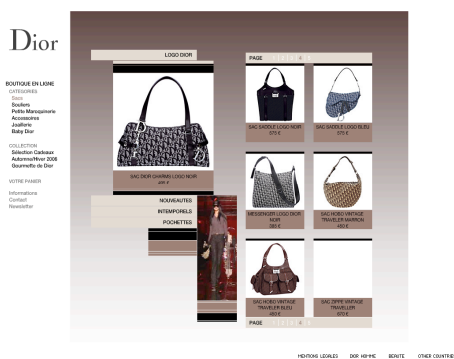 Dior
BOUTIQUE EN LIGNE
CATEGORIES
Sacs
Souliers
Petite Maroquinerie
Accessoires
Joaillerie
Baby Dior
COLLECTION
Sélection Cadeaux
Automne/Hiver 2006
Gourmette de Dior
VOTRE PANIER
Informations
Contact
Newsletter
LOGO DIOR
SAC DIOR CHARMS LOGO NOIR
NOUVEAUTES
INTEMPORELS
POCHETTES
PAGE
SAC SADDLE LOGO NOIR
375 €
SAC SADDLE LOGO BLEU
375 €
MESSENGER LOGO DIOR
NOIR
380 €
SAC HOBO VINTAGE
TRAVELER MARRON
450 €
SAC HOBO VINTAGE
TRAVELER BLEU
450 €
SAC ZIPPE VINTAGE
TRAVELLER
670 €
PAGE
MENTIONS LEGALES
DIOR HOMME
BEAUTE
OTHER COUNTRIE